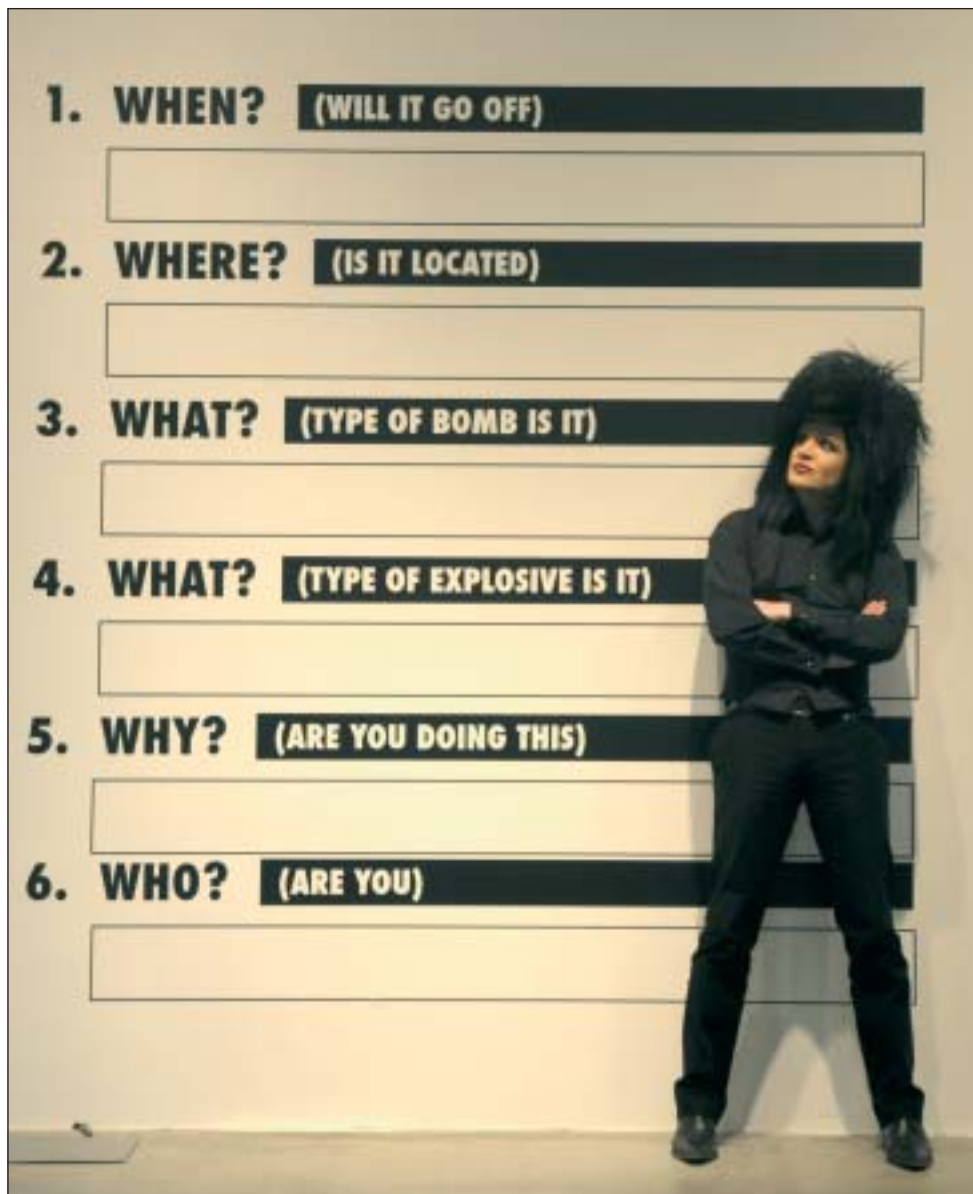 1. WHEN? (WILL IT GO OFF)
2. WHERE? (IS IT LOCATED)
3. WHAT? (TYPE OF BOMB IS IT)
4. WHAT? (TYPE OF EXPLOSIVE IS IT)
5. WHY? (ARE YOU DOING THIS)
6. WHO? (ARE YOU)